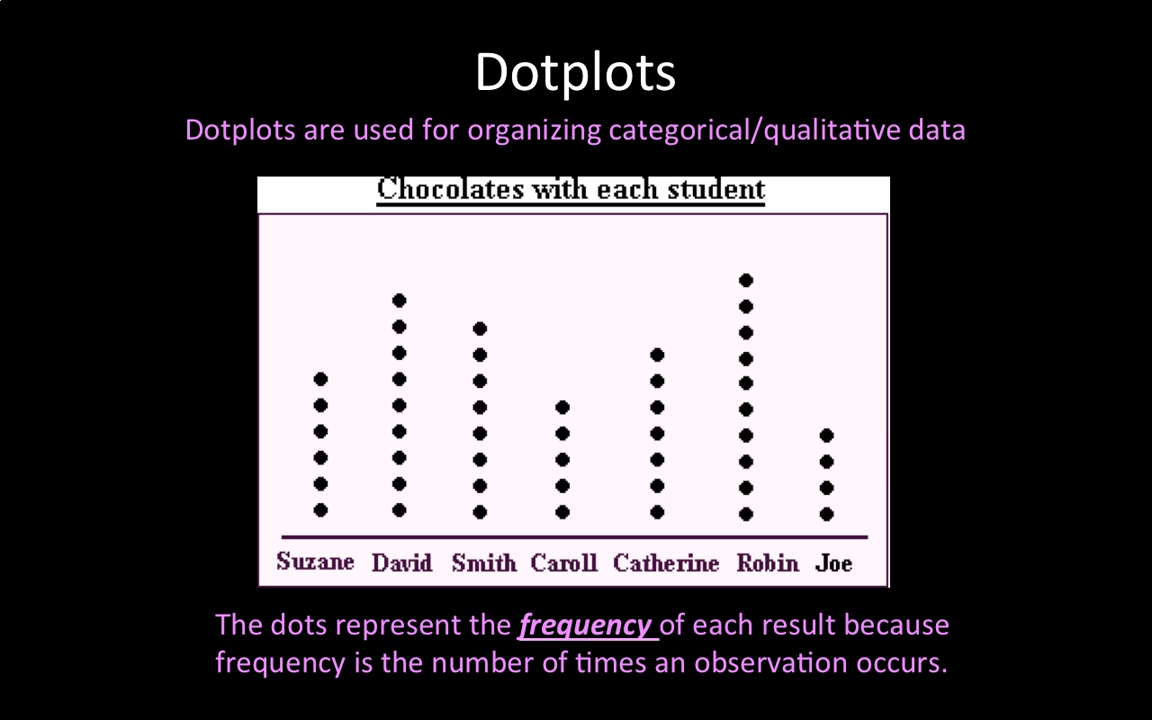 Dotplots
Dotplots are used for organizing categorical/qualitative data
Chocolates with each student
Suzane David Smith Caroll Catherine Robin Joe
The dots represent the frequency of each result because
frequency is the number of times an observation occurs.